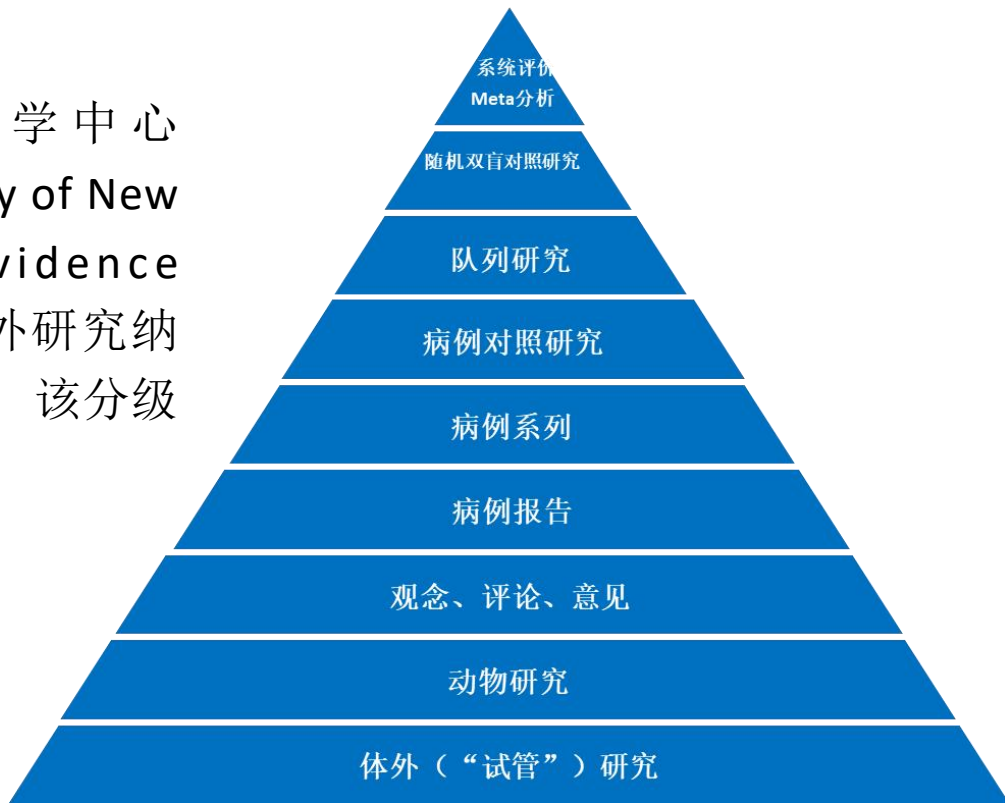 学中心
y of New
vidence
外研究纳
该分级
系统评价
Meta分析
随机双盲对照研究
队列研究
病例对照研究
病例系列
病例报告
观念、评论、意见
动物研究
体外（“试管”）研究